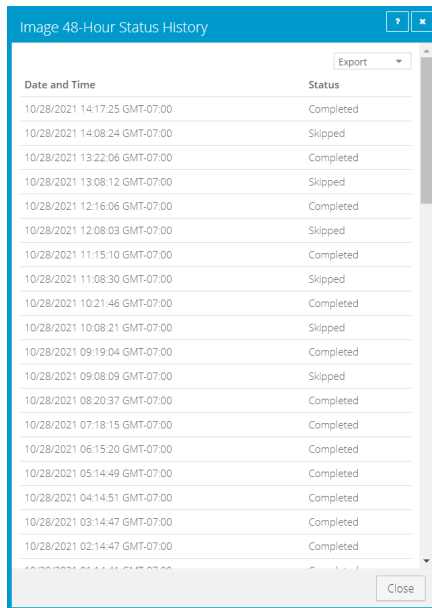 Image 48-Hour Status History
?
×
Export
Date and Time Status
10/28/2021 14:17:25 GMT-07:00 Completed
10/28/2021 14:08:24 GMT-07:00 Skipped
10/28/2021 13:22:06 GMT-07:00 Completed
10/28/2021 13:08:12 GMT-07:00 Skipped
10/28/2021 12:16:06 GMT-07:00 Completed
10/28/2021 12:08:03 GMT-07:00 Skipped
10/28/2021 11:15:10 GMT-07:00 Completed
10/28/2021 11:08:30 GMT-07:00 Skipped
10/28/2021 10:21:46 GMT-07:00 Completed
10/28/2021 10:08:21 GMT-07:00 Skipped
10/28/2021 09:19:04 GMT-07:00 Completed
10/28/2021 09:08:09 GMT-07:00 Skipped
10/28/2021 08:20:37 GMT-07:00 Completed
10/28/2021 07:18:15 GMT-07:00 Completed
10/28/2021 06:15:20 GMT-07:00 Completed
10/28/2021 05:14:49 GMT-07:00 Completed
10/28/2021 04:14:51 GMT-07:00 Completed
10/28/2021 03:14:47 GMT-07:00 Completed
10/28/2021 02:14:47 GMT-07:00 Completed
Close